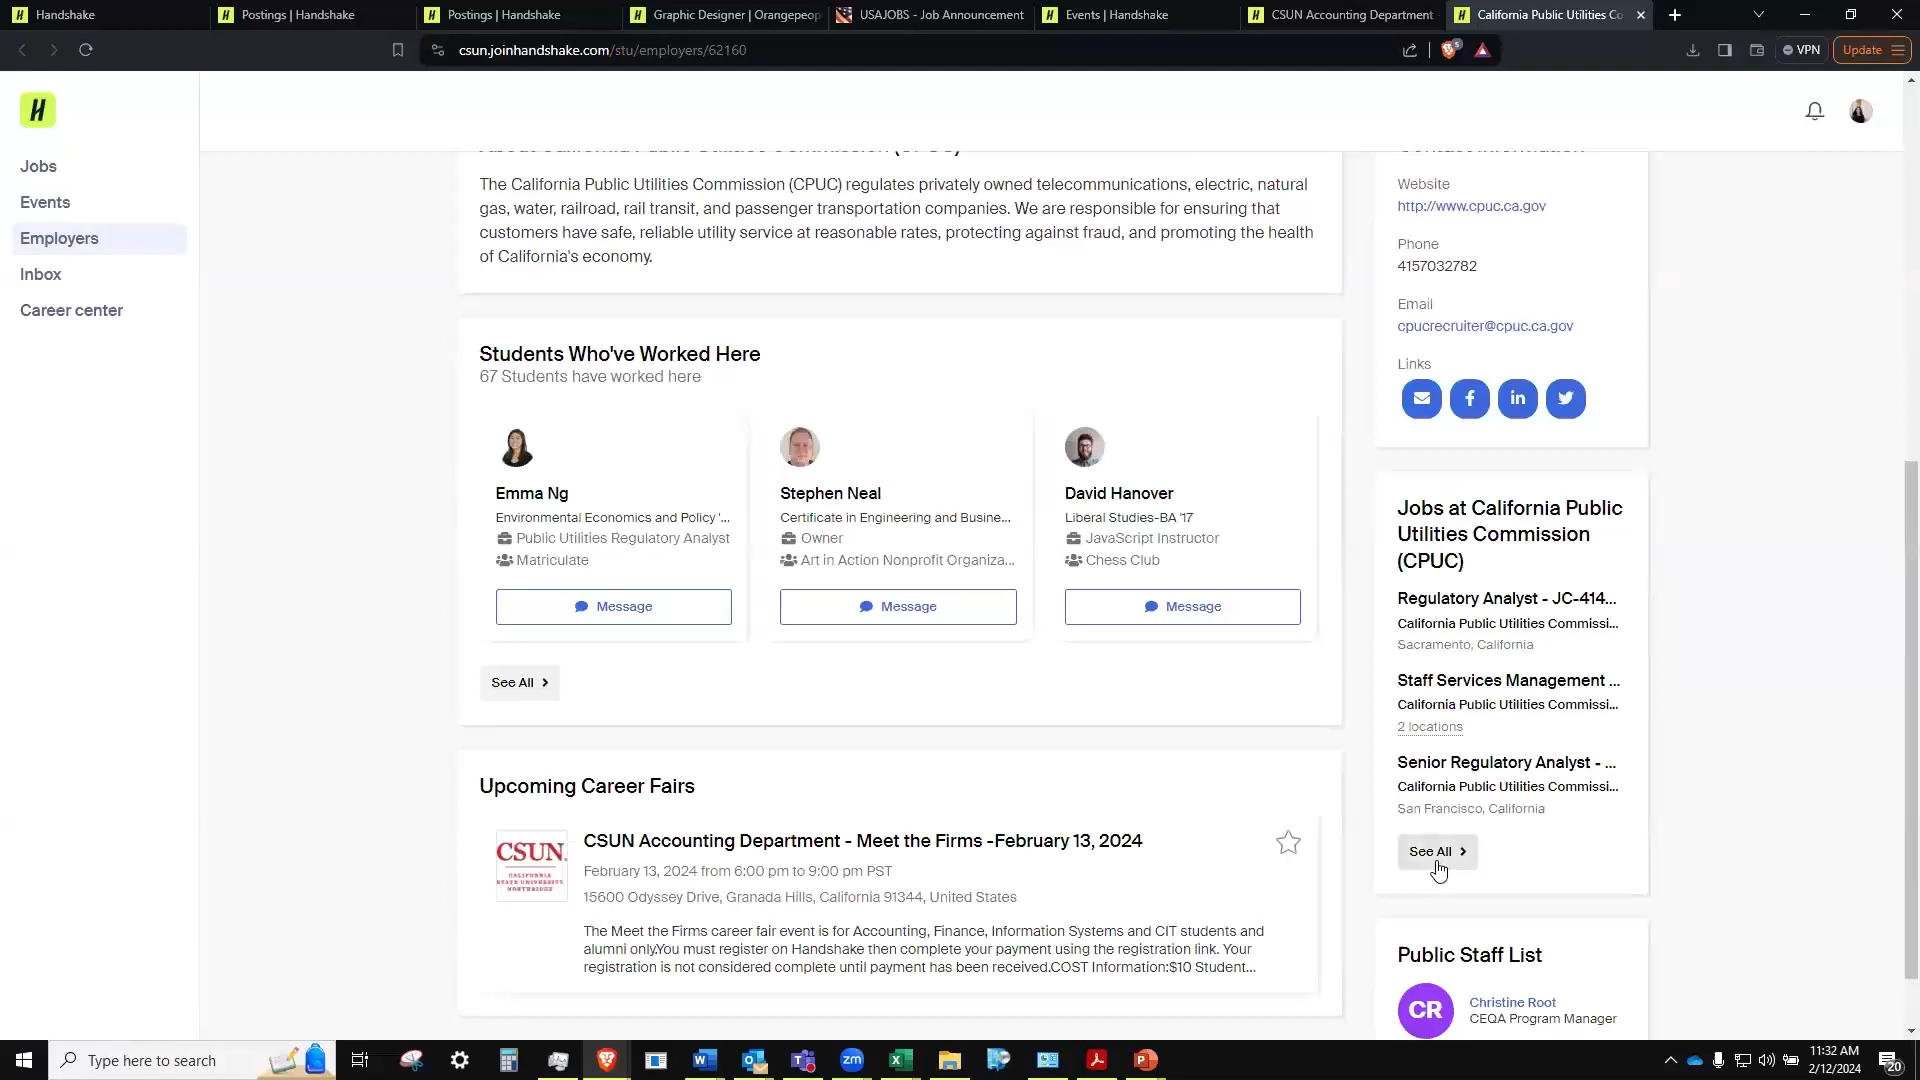 Handshake
Postings | Handshake
Postings | Handshake
Graphic Designer | Orangepeop
USAJOBS - Job Announcement
Events | Handshake
CSUN Accounting Department
California Public Utilities Co
csun.joinhandshake.com/stu/employers/62160
5
VPN
Update
H
Jobs
Events
Employers
Inbox
Career center
The California Public Utilities Commission (CPUC) regulates privately owned telecommunications, electric, natural
gas, water, railroad, rail transit, and passenger transportation companies. We are responsible for ensuring that
customers have safe, reliable utility service at reasonable rates, protecting against fraud, and promoting the health
of California's economy.
Students Who've Worked Here
67 Students have worked here
Emma Ng
Environmental Economics and Policy '...
Public Utilities Regulatory Analyst
Matriculate
Message
Stephen Neal
Certificate in Engineering and Busine...
Owner
Art in Action Nonprofit Organiza...
Message
David Hanover
Liberal Studies-BA '17
JavaScript Instructor
Chess Club
Message
See All
Upcoming Career Fairs
CSUN
CALIFORNIA
STATE UNIVERSITY
NORTHRIDGE
CSUN Accounting Department - Meet the Firms -February 13, 2024
February 13, 2024 from 6:00 pm to 9:00 pm PST
15600 Odyssey Drive, Granada Hills, California 91344, United States
The Meet the Firms career fair event is for Accounting, Finance, Information Systems and CIT students and
alumni only.You must register on Handshake then complete your payment using the registration link. Your
registration is not considered complete until payment has been received.COST Information:$10 Student...
Website
http://www.cpuc.ca.gov
Phone
4157032782
Email
cpucrecruiter@cpuc.ca.gov
Links
Jobs at California Public
Utilities Commission
(CPUC)
Regulatory Analyst - JC-414...
California Public Utilities Commissi...
Sacramento, California
Staff Services Management ...
California Public Utilities Commissi...
2 locations
Senior Regulatory Analyst - ...
California Public Utilities Commissi...
San Francisco, California
See All
Public Staff List
CR
Christine Root
CEQA Program Manager
Type here to search
zm
11:32 AM
2/12/2024
20